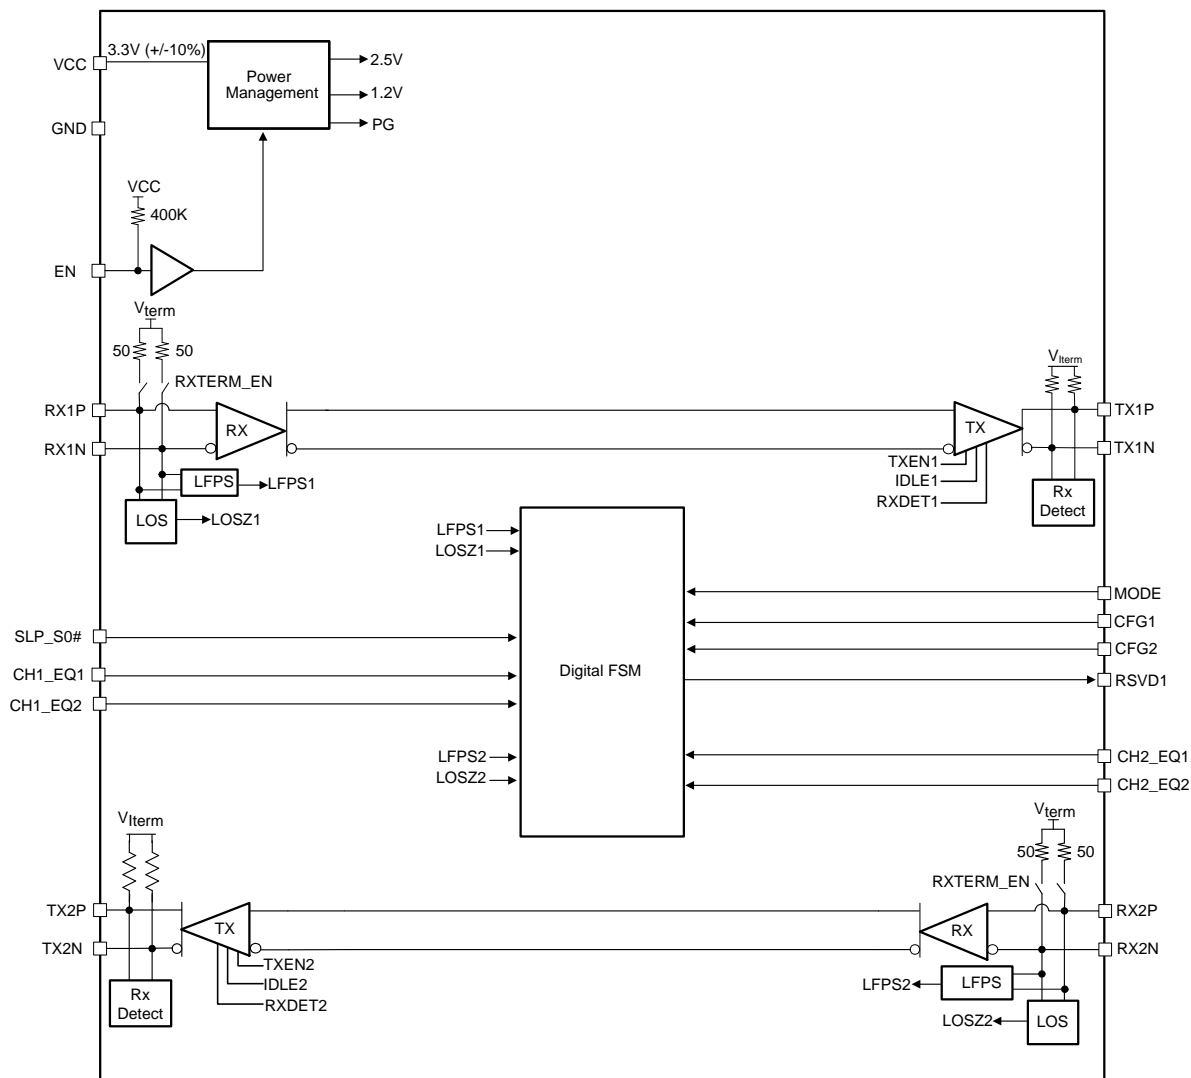 3.3V (+/-10%)
VCC
Power
Management
2.5V
1.2V
PG
GND
VCC
400K
EN
Vterm
50
50
RXTERM_EN
RX1P
RX1N
RX
LFPS
LFPS1
LOS
LOSZ1
VIterm
TX1P
TX1N
TX
TXEN1
IDLE1
RXDET1
Rx
Detect
LFPS1
LOSZ1
MODE
CFG1
CFG2
RSVD1
SLP_S0#
CH1_EQ1
CH1_EQ2
Digital FSM
LFPS2
LOSZ2
CH2_EQ1
CH2_EQ2
VIterm
TX2P
TX2N
TX
TXEN2
IDLE2
RXDET2
Rx
Detect
Vterm
50
50
RXTERM_EN
RX2P
RX2N
RX
LFPS2
LFPS
LOSZ2
LOS